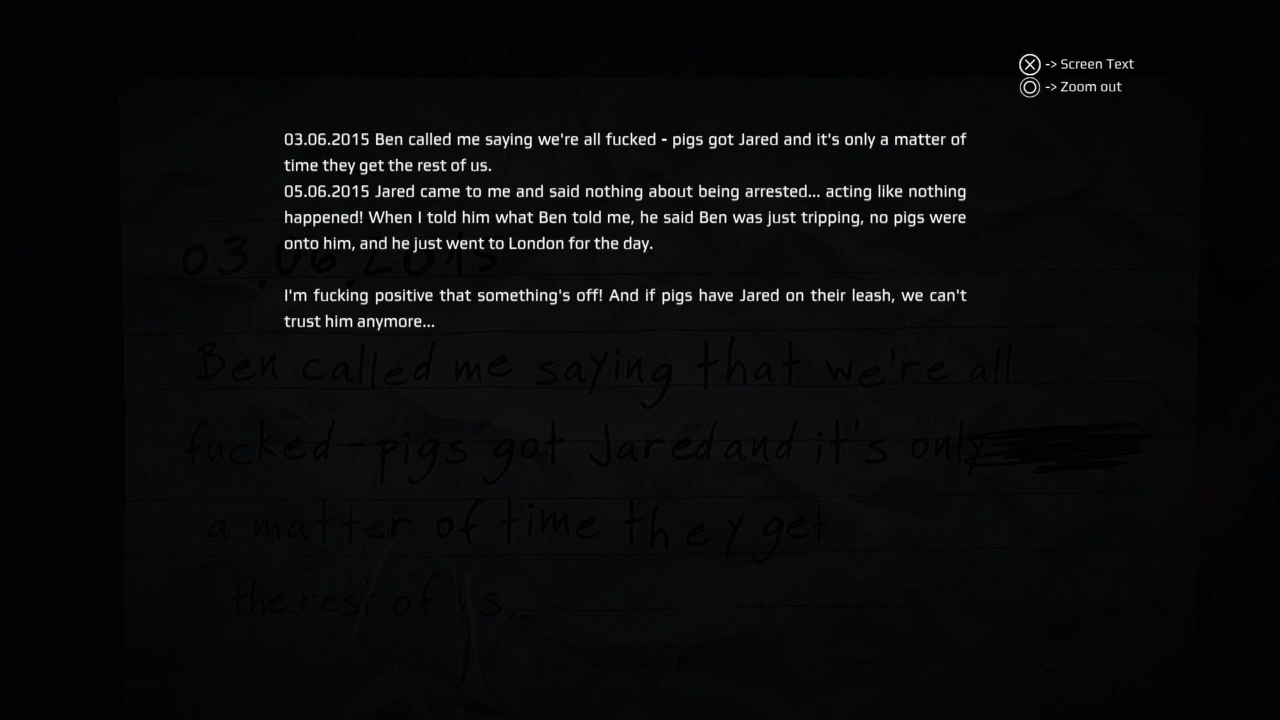 ⓧ -> Screen Text
◯ -> Zoom out
03.06.2015 Ben called me saying we're all fucked - pigs got Jared and it's only a matter of
time they get the rest of us.
05.06.2015 Jared came to me and said nothing about being arrested... acting like nothing
happened! When I told him what Ben told me, he said Ben was just tripping, no pigs were
onto him, and he just went to London for the day.
I'm fucking positive that something's off! And if pigs have Jared on their leash, we can't
trust him anymore...
03.06.2015
Ben called me saying that we're all
fucked - pigs got Jared and it's only
a matter of time they get
the rest of us...